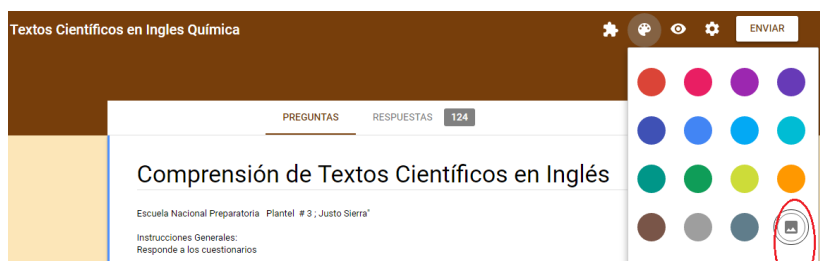 Textos Científicos en Ingles Química
ENVIAR
PREGUNTAS RESPUESTAS 124
Comprensión de Textos Científicos en Inglés
Escuela Nacional Preparatoria Plantel # 3 ; Justo Sierra"
Instrucciones Generales:
Responde a los cuestionarios